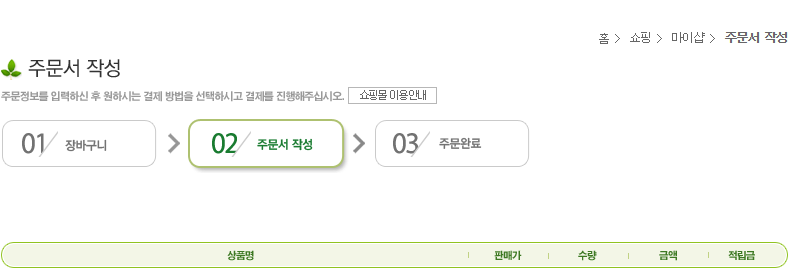 홈 > 쇼핑 > 마이샵 > 주문서 작성
주문서 작성
주문정보를 입력하신 후 원하시는 결제 방법을 선택하시고 결제를 진행해주십시오. 쇼핑몰 이용안내
01 / 장바구니 > 02 / 주문서 작성 > 03 / 주문완료
상품명 판매가 수량 금액 적립금